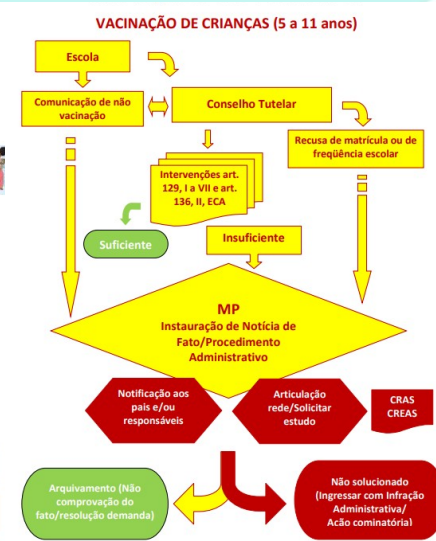 VACINAÇÃO DE CRIANÇAS (5 a 11 anos)
Escola
Comunicação de não
vacinação
Conselho Tutelar
Recusa de matrícula ou de
freqüência escolar
Intervenções art.
129, I a VII e art.
136, II, ECA
Suficiente
Insuficiente
MP
Instauração de Notícia de
Fato/Procedimento
Administrativo
Notificação aos
pais e/ou
responsáveis
Articulação
rede/Solicitar
estudo
CRAS
CREAS
Arquivamento (Não
comprovação do
fato/resolução demanda)
Não solucionado
(Ingressar com Infração
Administrativa/
Ação cominatória)